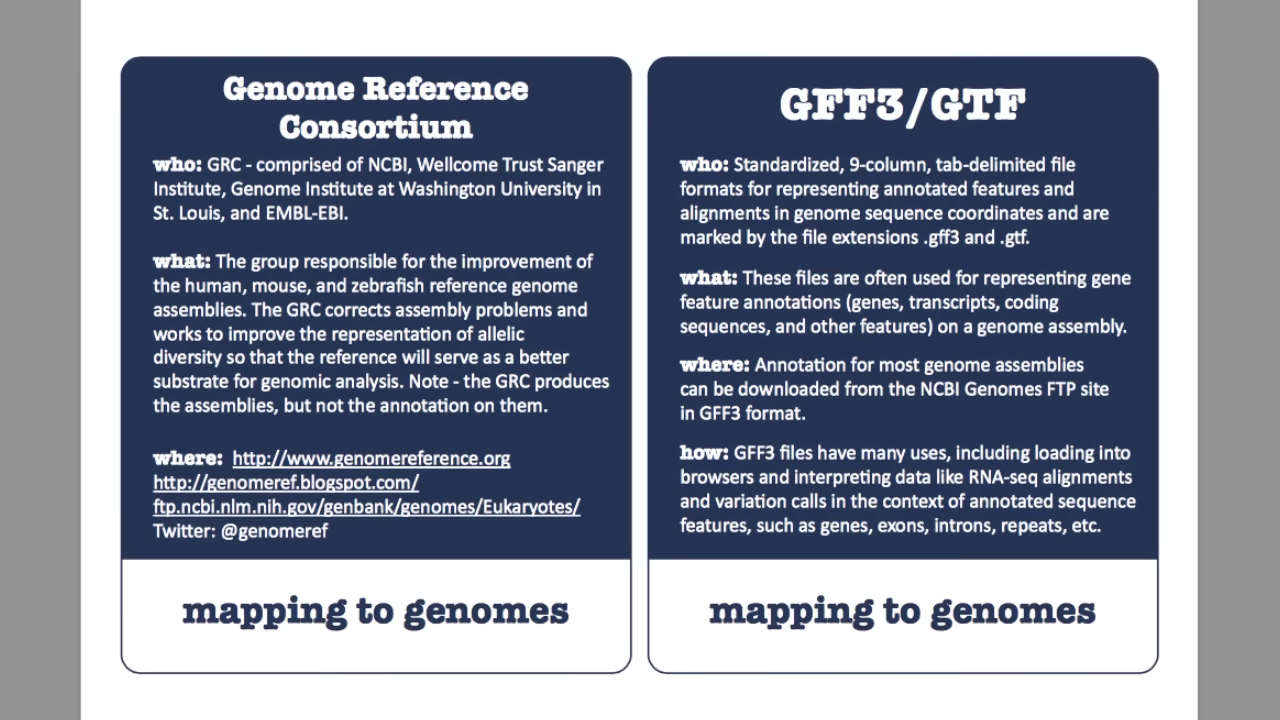 Genome Reference
Consortium
who: GRC - comprised of NCBI, Wellcome Trust Sanger
Institute, Genome Institute at Washington University in
St. Louis, and EMBL-EBI.
what: The group responsible for the improvement of
the human, mouse, and zebrafish reference genome
assemblies. The GRC corrects assembly problems and
works to improve the representation of allelic
diversity so that the reference will serve as a better
substrate for genomic analysis. Note - the GRC produces
the assemblies, but not the annotation on them.
where: http://www.genomereference.org
http://genomeref.blogspot.com/
ftp.ncbi.nlm.nih.gov/genbank/genomes/Eukaryotes/
Twitter: @genomeref
mapping to genomes
GFF3/GTF
who: Standardized, 9-column, tab-delimited file
formats for representing annotated features and
alignments in genome sequence coordinates and are
marked by the file extensions .gff3 and .gtf.
what: These files are often used for representing gene
feature annotations (genes, transcripts, coding
sequences, and other features) on a genome assembly.
where: Annotation for most genome assemblies
can be downloaded from the NCBI Genomes FTP site
in GFF3 format.
how: GFF3 files have many uses, including loading into
browsers and interpreting data like RNA-seq alignments
and variation calls in the context of annotated sequence
features, such as genes, exons, introns, repeats, etc.
mapping to genomes